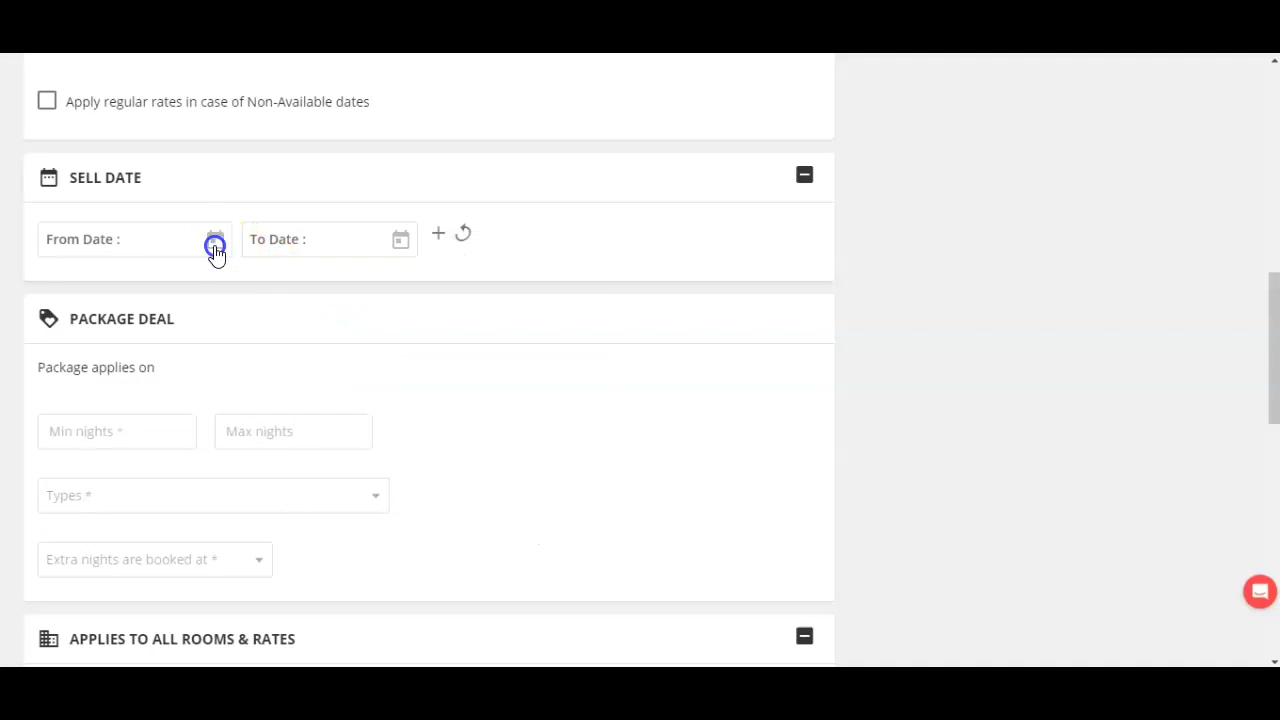 Apply regular rates in case of Non-Available dates
SELL DATE
From Date :
To Date :
PACKAGE DEAL
Package applies on
Min nights *
Max nights
Types *
Extra nights are booked at *
APPLIES TO ALL ROOMS & RATES